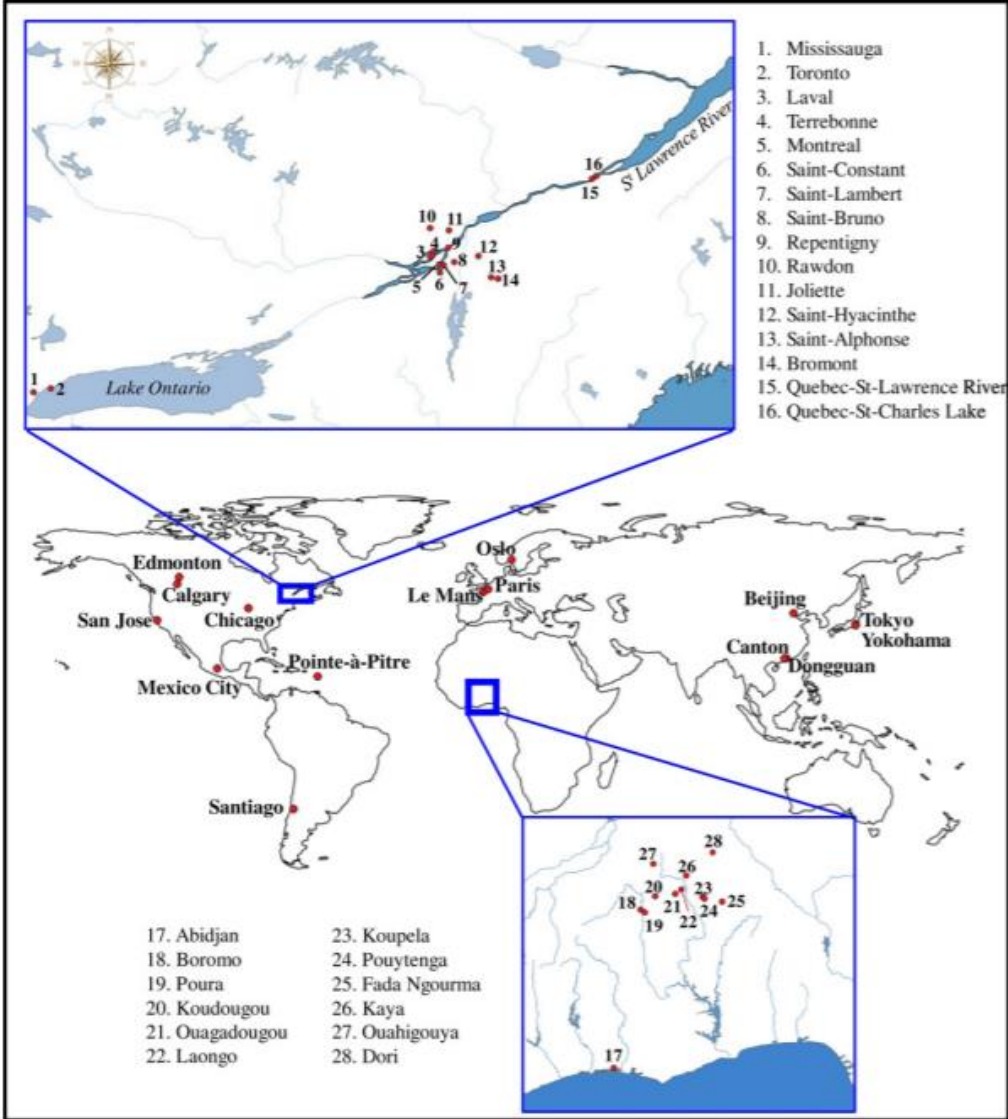 1. Mississauga
2. Toronto
3. Laval
4. Terrebonne
5. Montreal
6. Saint-Constant
7. Saint-Lambert
8. Saint-Bruno
9. Repentigny
10. Rawdon
11. Joliette
12. Saint-Hyacinthe
13. Saint-Alphonse
14. Bromont
15. Quebec-St-Lawrence River
16. Quebec-St-Charles Lake
St Lawrence River
16
15
10
11
4
9
3
12
8
13
14
5
6
7
1
2
Lake Ontario
Oslo
Edmonton
Paris
Calgary
Le Mans
Beijing
San Jose
Chicago
Tokyo
Yokohama
Canton
Pointe-à-Pitre
Dongguan
Mexico City
Santiago
28
27
26
20
23
18
21
25
24
19
22
17
17. Abidjan
18. Boromo
19. Poura
20. Koudougou
21. Ouagadougou
22. Laongo
23. Koupela
24. Pouytenga
25. Fada Ngourma
26. Kaya
27. Ouahigouya
28. Dori